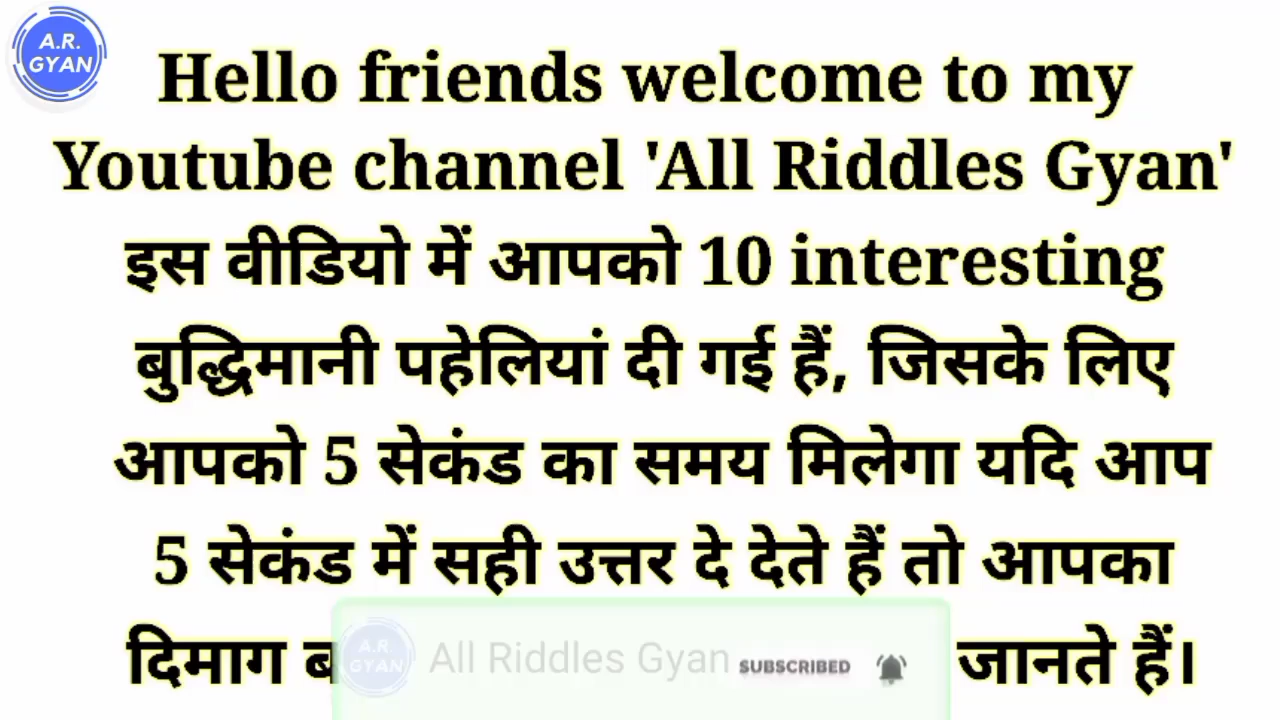 A.R.
GYAN
Hello friends welcome to my
Youtube channel 'All Riddles Gyan'
इस वीडियो में आपको 10 interesting
बुद्धिमानी पहेलियां दी गई हैं, जिसके लिए
आपको 5 सेकंड का समय मिलेगा यदि आप
5 सेकंड में सही उत्तर दे देते हैं तो आपका
दिमाग जानते हैं।
A.R.
GYAN
All Riddles Gyan SUBSCRIBED